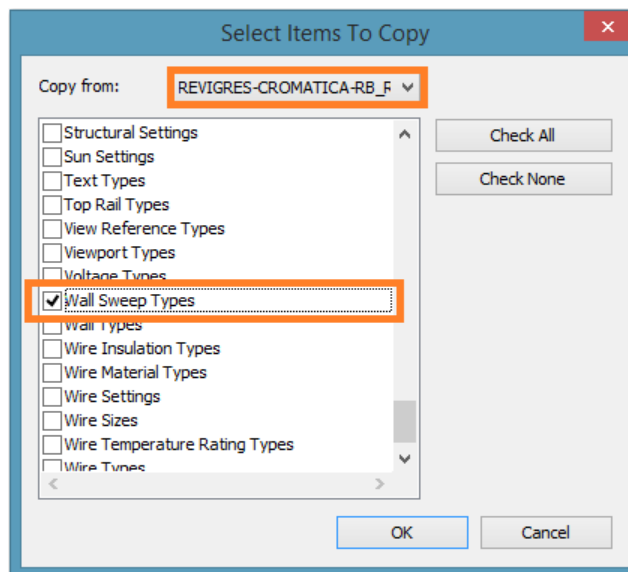 Select Items To Copy
Copy from: REVIGRES-CROMATICA-RB_R
Structural Settings
Sun Settings
Text Types
Top Rail Types
View Reference Types
Viewport Types
Voltage Types
Wall Sweep Types
Wall Types
Wire Insulation Types
Wire Material Types
Wire Settings
Wire Sizes
Wire Temperature Rating Types
Wire Types
Check All
Check None
OK Cancel